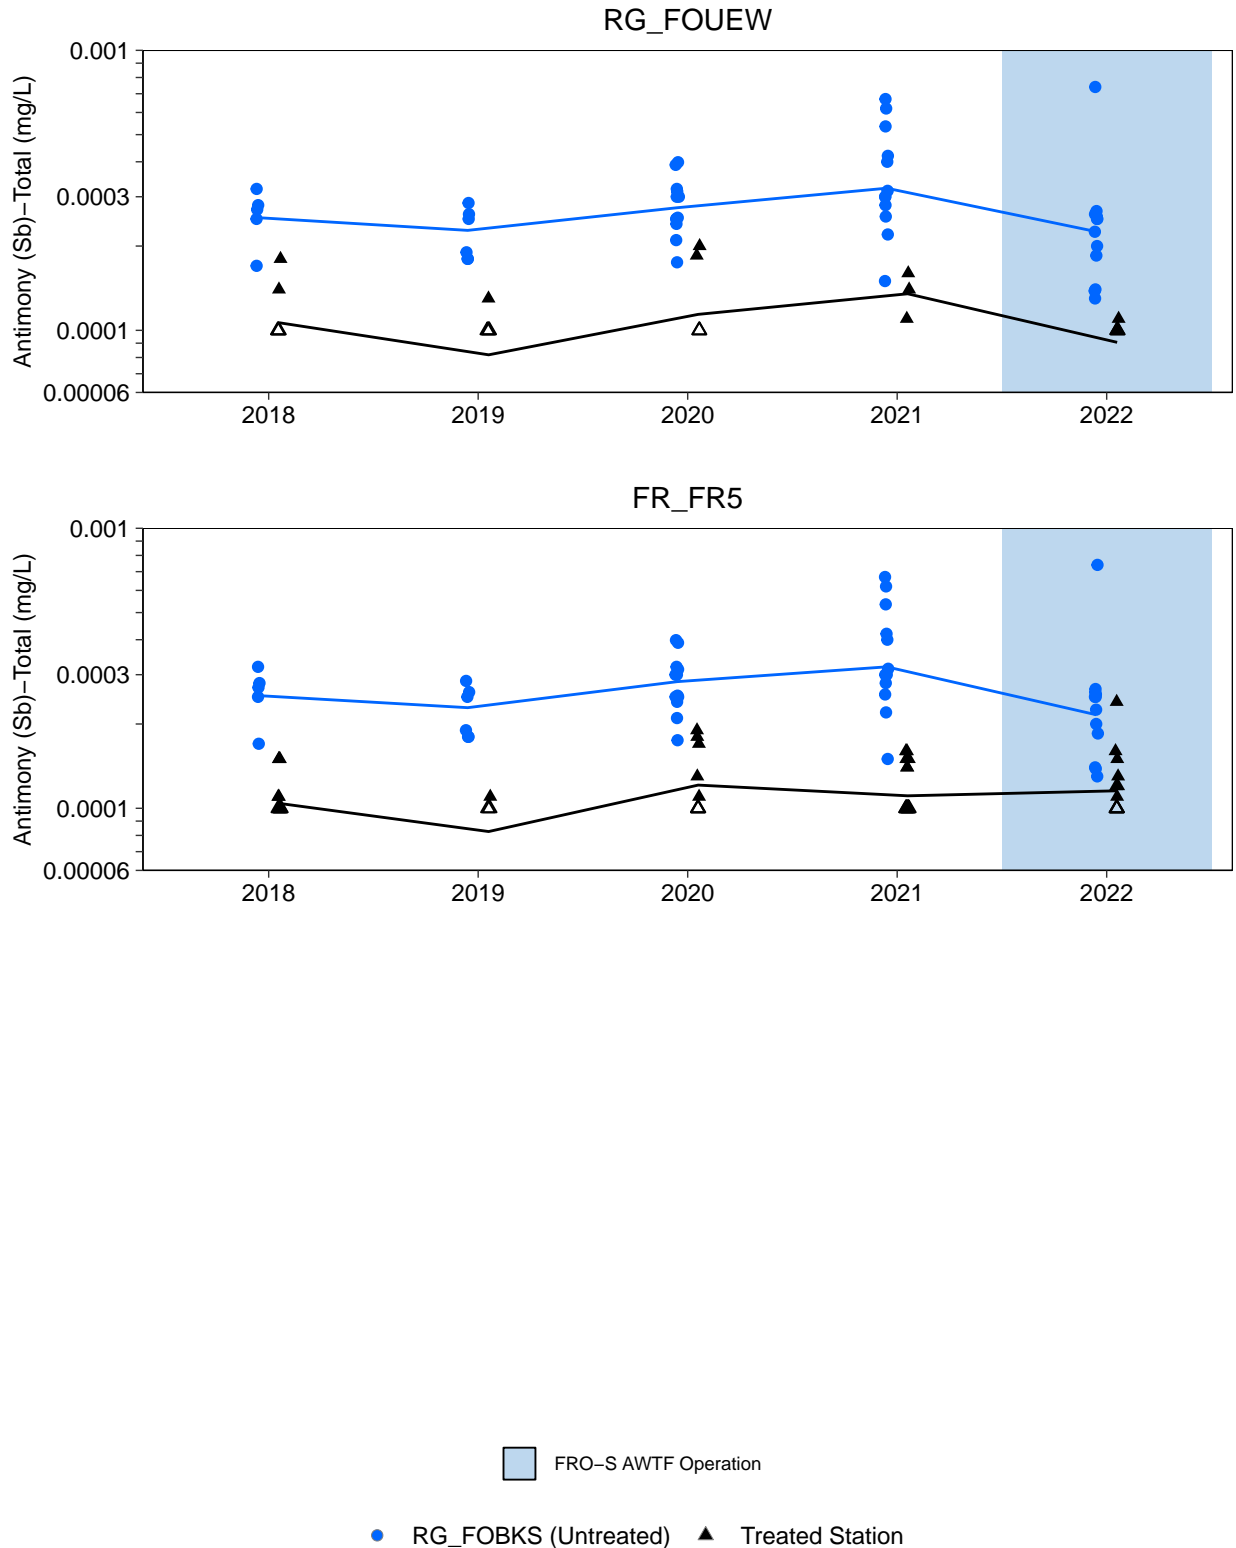 RG_FOUEW
Antimony (Sb)−Total (mg/L)
0.001
0.0003
0.0001
0.00006
2018 2019 2020 2021 2022
FR_FR5
Antimony (Sb)−Total (mg/L)
0.001
0.0003
0.0001
0.00006
2018 2019 2020 2021 2022
FRO−S AWTF Operation
RG_FOBKS (Untreated) Treated Station